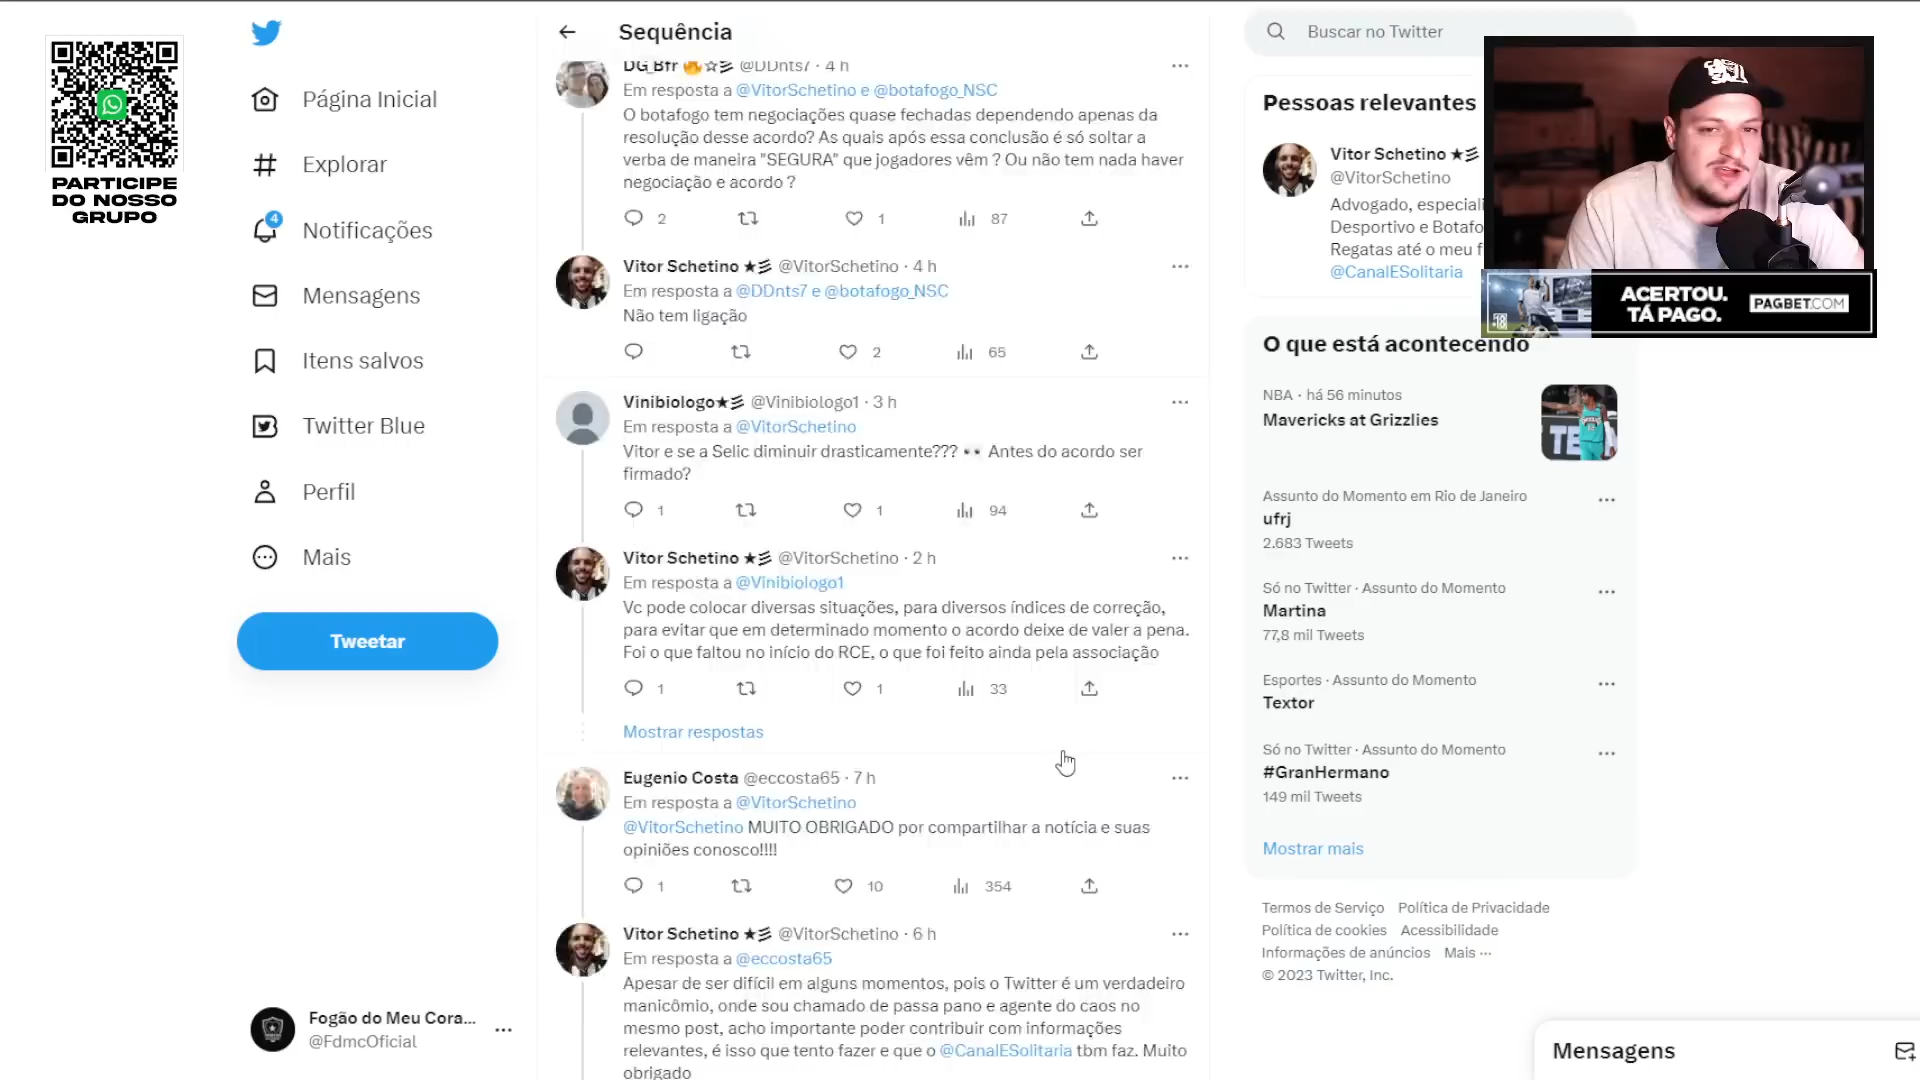 PARTICIPE
DO NOSSO
GRUPO
Página Inicial
Explorar
4
Notificações
Mensagens
Itens salvos
Twitter Blue
Perfil
Mais
Tweetar
Fogão do Meu Cora...
@FdmcOficial
Sequência
DG_Bfr @DDnts7 · 4 h
Em resposta a @VitorSchetino e @botafogo_NSC
O botafogo tem negociações quase fechadas dependendo apenas da
resolução desse acordo? As quais após essa conclusão é só soltar a
verba de maneira "SEGURA" que jogadores vêm ? Ou não tem nada haver
negociação e acordo ?
2 1 87
Vitor Schetino @VitorSchetino · 4 h
Em resposta a @DDnts7 e @botafogo_NSC
Não tem ligação
2 65
Vinibiologo @Vinibiologo1 · 3 h
Em resposta a @VitorSchetino
Vitor e se a Selic diminuir drasticamente??? 👀 Antes do acordo ser
firmado?
1 1 94
Vitor Schetino @VitorSchetino · 2 h
Em resposta a @Vinibiologo1
Vc pode colocar diversas situações, para diversos índices de correção,
para evitar que em determinado momento o acordo deixe de valer a pena.
Foi o que faltou no início do RCE, o que foi feito ainda pela associação
1 1 33
Mostrar respostas
Eugenio Costa @eccosta65 · 7 h
Em resposta a @VitorSchetino
@VitorSchetino MUITO OBRIGADO por compartilhar a notícia e suas
opiniões conosco!!!!
1 10 354
Vitor Schetino @VitorSchetino · 6 h
Em resposta a @eccosta65
Apesar de ser difícil em alguns momentos, pois o Twitter é um verdadeiro
manicômio, onde sou chamado de passa pano e agente do caos no
mesmo post, acho importante poder contribuir com informações
relevantes, é isso que tento fazer e que o @CanalESolitaria tbm faz. Muito
obrigado
Buscar no Twitter
Pessoas relevantes
Vitor Schetino
@VitorSchetino
Advogado, especiali
Desportivo e Botafo
Regatas até o meu f
@CanalESolitaria
ACERTOU.
TÁ PAGO.
PAGBET.COM
18
O que está acontecendo
NBA · há 56 minutos
Mavericks at Grizzlies
Assunto do Momento em Rio de Janeiro
ufrj
2.683 Tweets
Só no Twitter · Assunto do Momento
Martina
77,8 mil Tweets
Esportes · Assunto do Momento
Textor
Só no Twitter · Assunto do Momento
#GranHermano
149 mil Tweets
Mostrar mais
Termos de Serviço Política de Privacidade
Política de cookies Acessibilidade
Informações de anúncios Mais ···
© 2023 Twitter, Inc.
Mensagens